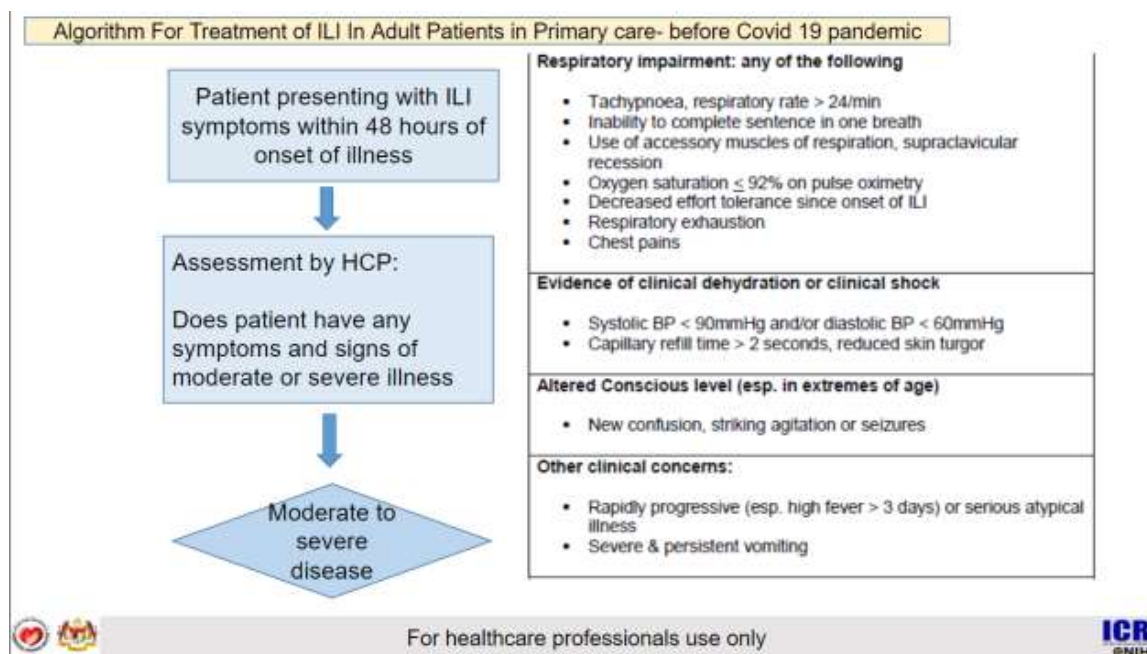 Algorithm For Treatment of ILI In Adult Patients in Primary care- before Covid 19 pandemic
Patient presenting with ILI
symptoms within 48 hours of
onset of illness
Assessment by HCP:
Does patient have any
symptoms and signs of
moderate or severe illness
Moderate to
severe
disease
Respiratory impairment: any of the following
• Tachypnoea, respiratory rate > 24/min
• Inability to complete sentence in one breath
• Use of accessory muscles of respiration, supraclavicular
recession
• Oxygen saturation ≤ 92% on pulse oximetry
• Decreased effort tolerance since onset of ILI
• Respiratory exhaustion
• Chest pains
Evidence of clinical dehydration or clinical shock
• Systolic BP < 90mmHg and/or diastolic BP < 60mmHg
• Capillary refill time > 2 seconds, reduced skin turgor
Altered Conscious level (esp. in extremes of age)
• New confusion, striking agitation or seizures
Other clinical concerns:
• Rapidly progressive (esp. high fever > 3 days) or serious atypical
illness
• Severe & persistent vomiting
For healthcare professionals use only
ICR
@NIH